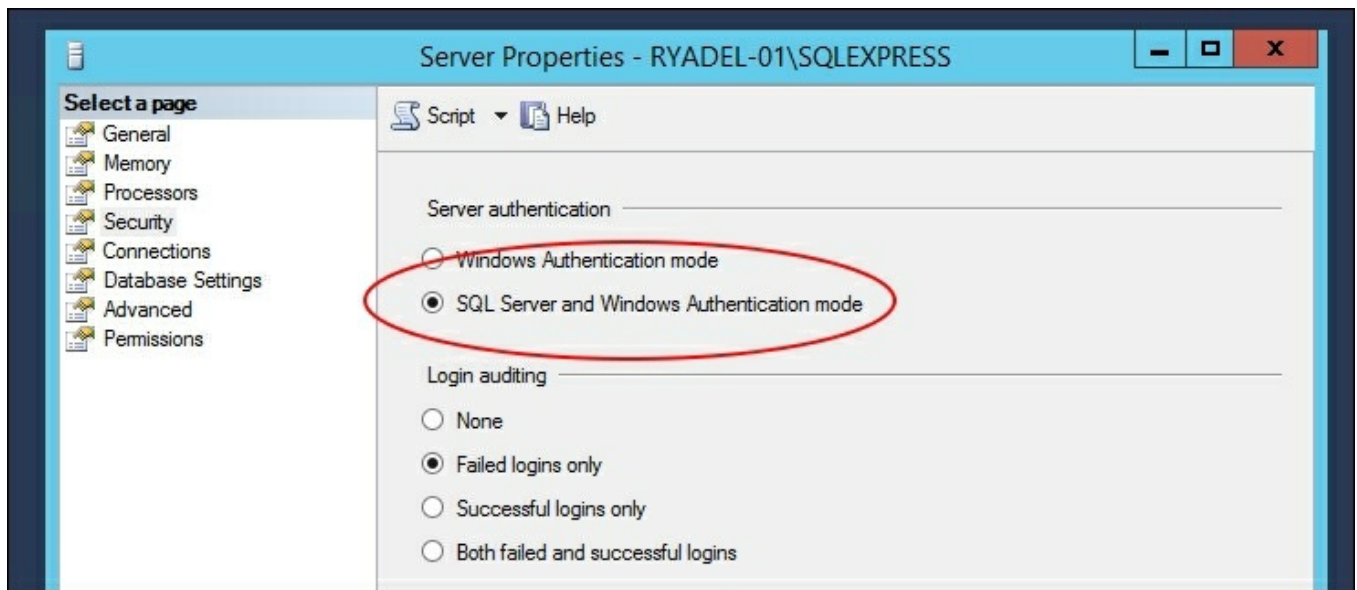 Server Properties - RYADEL-01\SQLEXPRESS
Select a page
General
Memory
Processors
Security
Connections
Database Settings
Advanced
Permissions
Script
Help
Server authentication
Windows Authentication mode
SQL Server and Windows Authentication mode
Login auditing
None
Failed logins only
Successful logins only
Both failed and successful logins